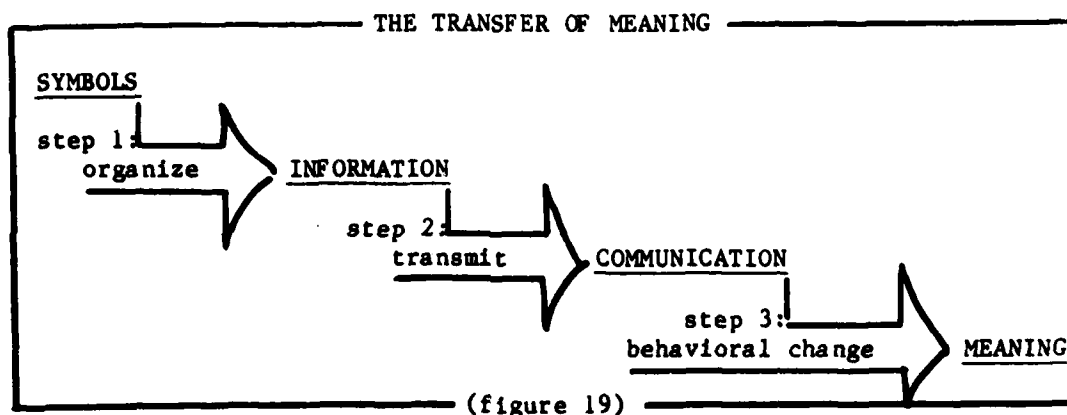 THE TRANSFER OF MEANING
SYMBOLS
step 1:
organize
INFORMATION
step 2:
transmit
COMMUNICATION
step 3:
behavioral change
MEANING
(figure 19)